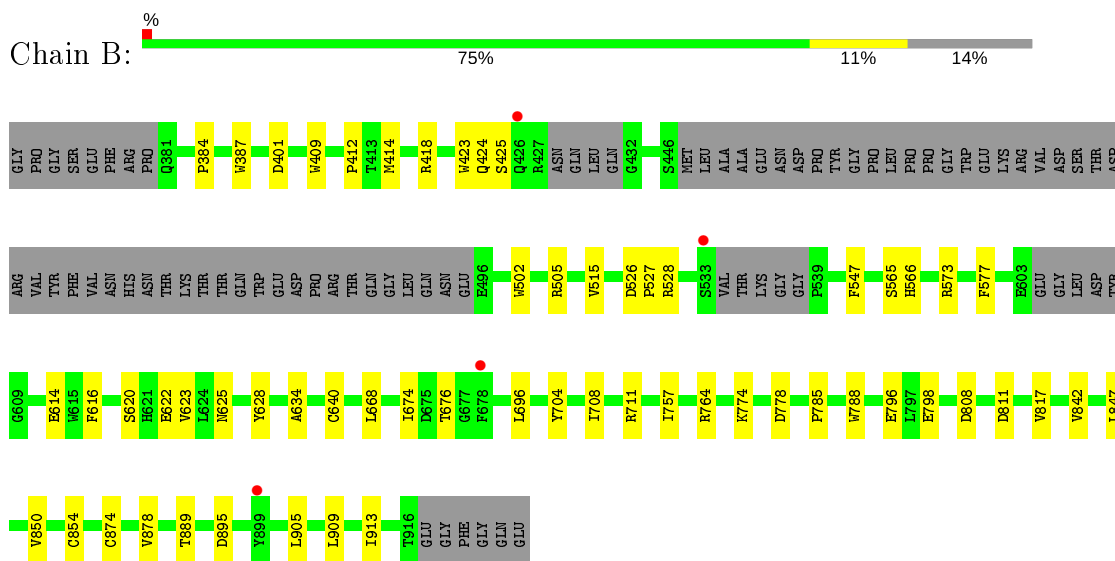 %
Chain B:
75% 11% 14%
GLY PRO GLY SER GLU PHE ARG PRO Q381 P384 W387 D401 W409 P412 T413 M414 R418 W423 Q424 S425 Q426 R427 ASN GLN LEU GLN G432 S446 MET LEU ALA ALA GLU ASN ASP PRO TYR GLY PRO LEU PRO PRO GLY TRP GLU LYS ARG VAL ASP SER THR ASP
ARG VAL TYR PHE VAL ASN HIS ASN THR LYS THR THR GLN TRP GLU ASP PRO ARG THR GLN GLY LEU GLN ASN GLU E496 W502 R505 V515 D526 P527 R528 S533 VAL THR LYS GLY GLY P539 F547 S565 H566 R573 F577 E603 GLU GLY LEU ASP TYR
G609 E614 W615 F616 S620 H621 E622 V623 L624 N625 Y628 A634 C640 L668 I674 D675 T676 G677 F678 L696 Y704 I708 R711 I757 R764 K774 D778 P785 W788 E796 L797 E798 D808 D811 V817 V842 L847
V850 C854 C874 V878 T889 D895 Y899 L905 L909 I913 T916 GLU GLY PHE GLY GLN GLU